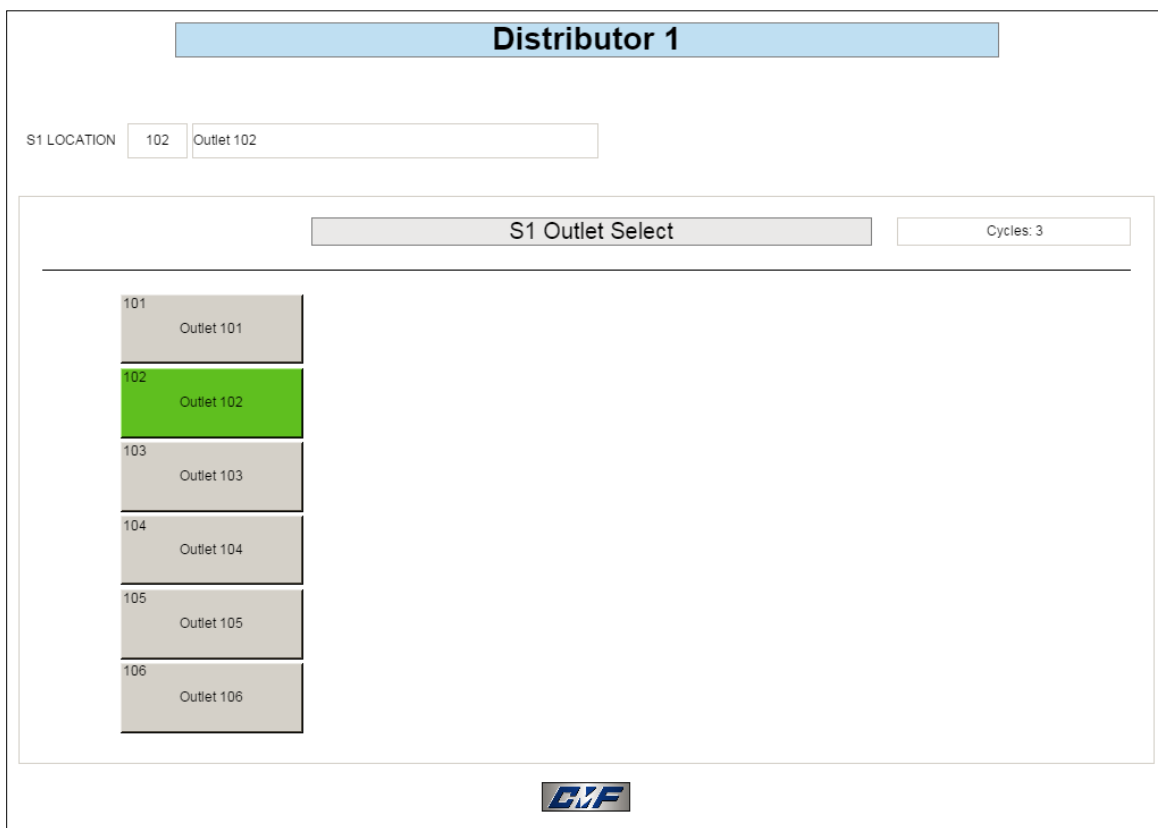 Distributor 1
S1 LOCATION 102 Outlet 102
S1 Outlet Select Cycles: 3
101
Outlet 101
102
Outlet 102
103
Outlet 103
104
Outlet 104
105
Outlet 105
106
Outlet 106
CMF